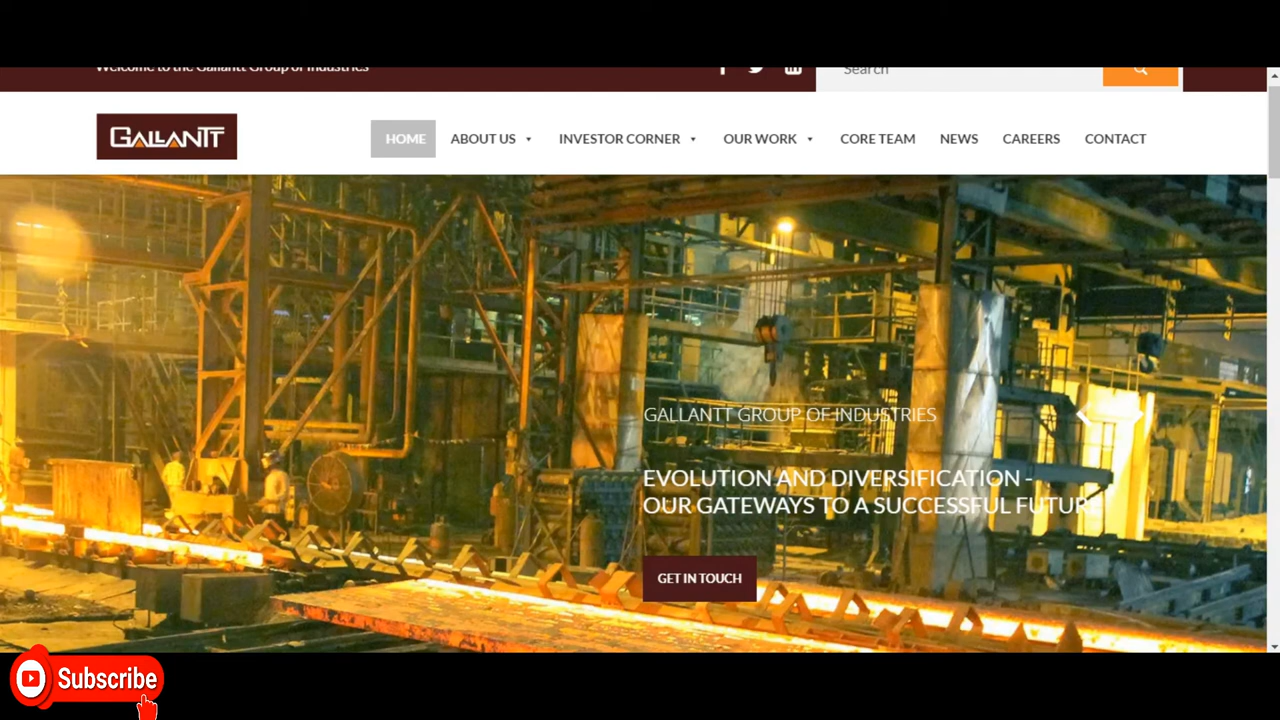 Welcome to the Gallantt Group of Industries
Search
GALLANTT
HOME
ABOUT US
INVESTOR CORNER
OUR WORK
CORE TEAM
NEWS
CAREERS
CONTACT
GALLANTT GROUP OF INDUSTRIES
EVOLUTION AND DIVERSIFICATION -
OUR GATEWAYS TO A SUCCESSFUL FUTURE
GET IN TOUCH
Subscribe